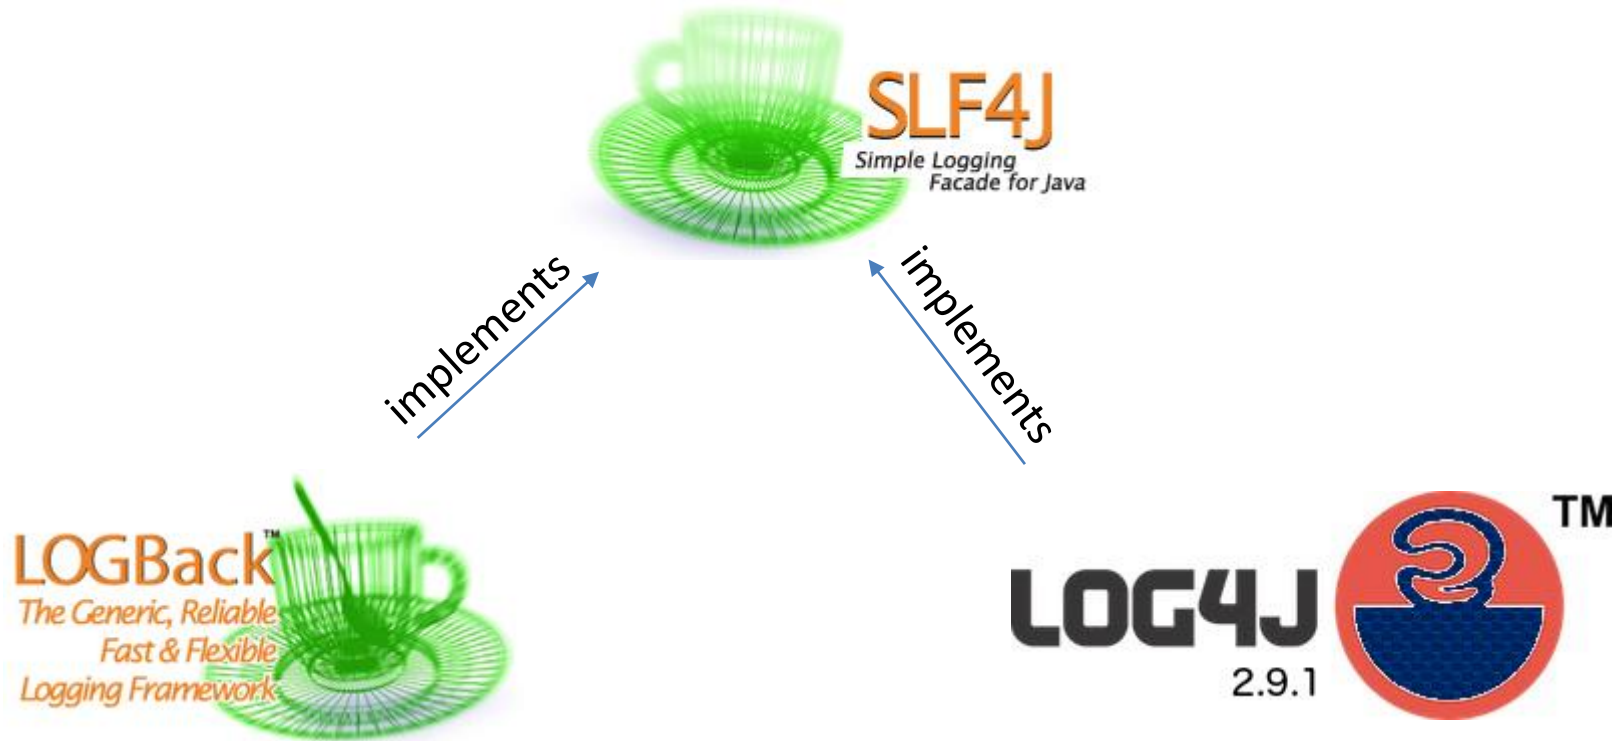 SLF4J
Simple Logging
Facade for Java
implements
implements
LOGBack™
The Generic, Reliable
Fast & Flexible
Logging Framework
LOG4J
2.9.1
TM